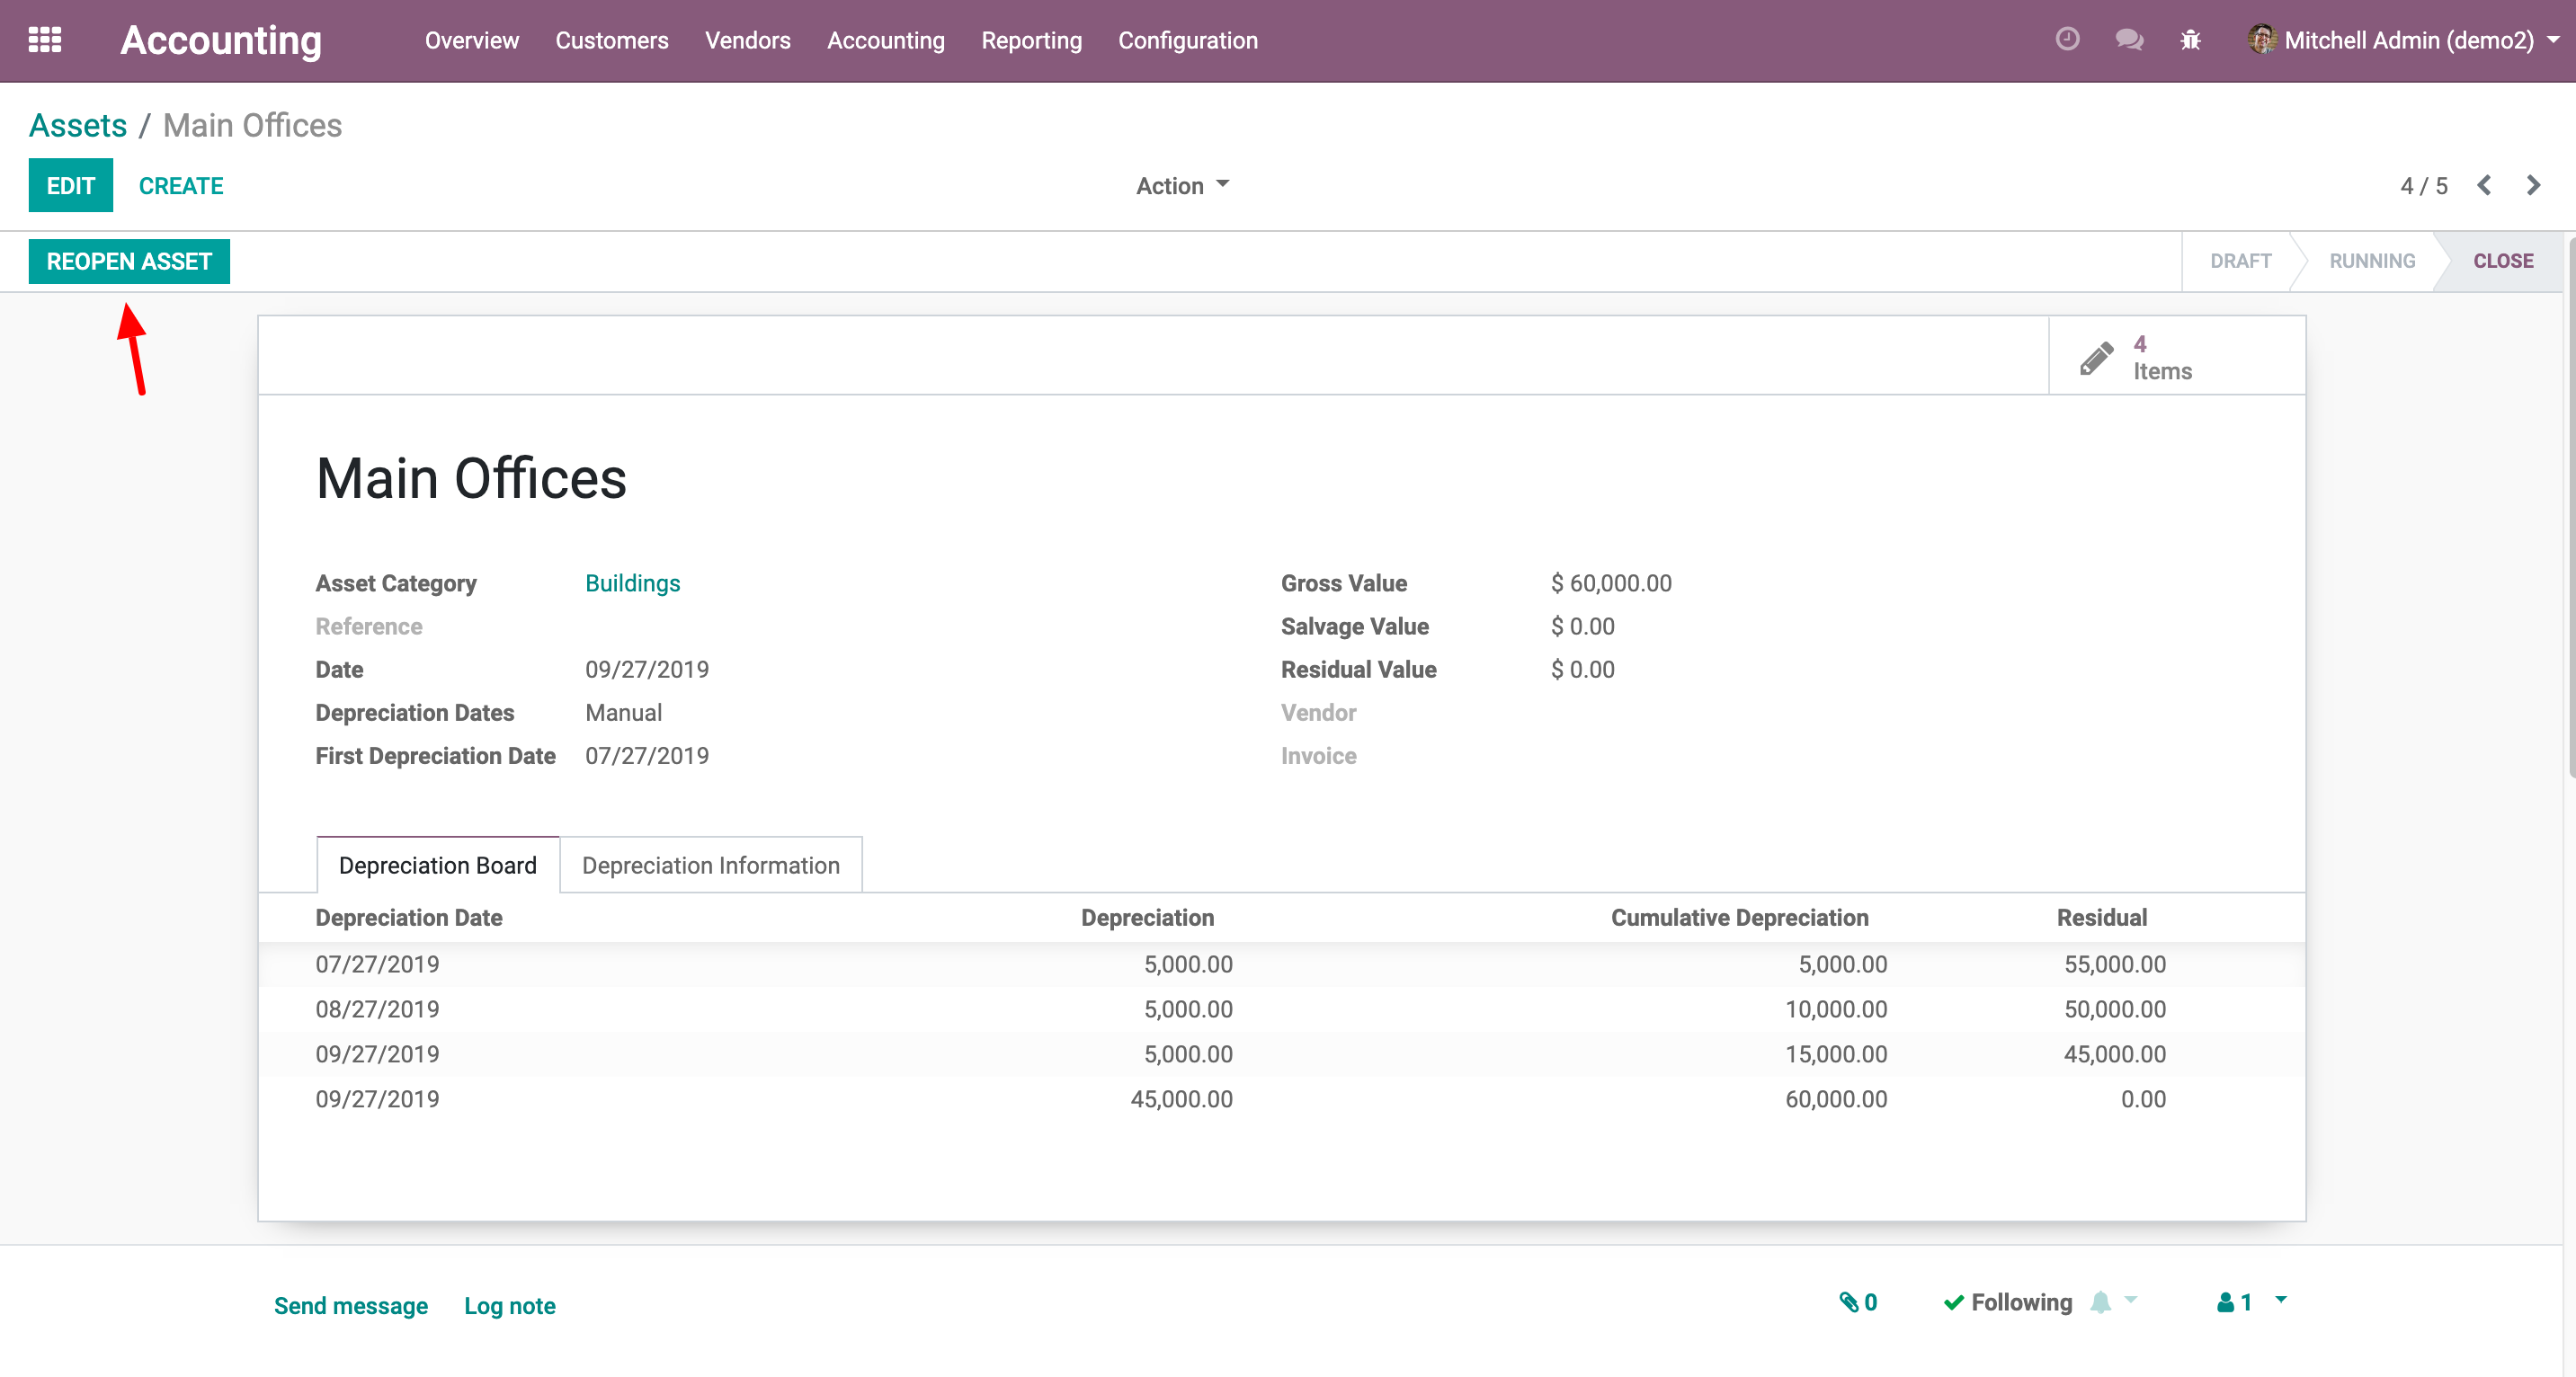 Accounting Overview Customers Vendors Accounting Reporting Configuration Mitchell Admin (demo2)
Assets / Main Offices
EDIT CREATE Action 4 / 5
REOPEN ASSET DRAFT RUNNING CLOSE
4
Items
Main Offices
Asset Category Buildings Gross Value $ 60,000.00
Reference Salvage Value $ 0.00
Date 09/27/2019 Residual Value $ 0.00
Depreciation Dates Manual Vendor
First Depreciation Date 07/27/2019 Invoice
Depreciation Board Depreciation Information
Depreciation Date Depreciation Cumulative Depreciation Residual
07/27/2019 5,000.00 5,000.00 55,000.00
08/27/2019 5,000.00 10,000.00 50,000.00
09/27/2019 5,000.00 15,000.00 45,000.00
09/27/2019 45,000.00 60,000.00 0.00
Send message Log note 0 Following 1